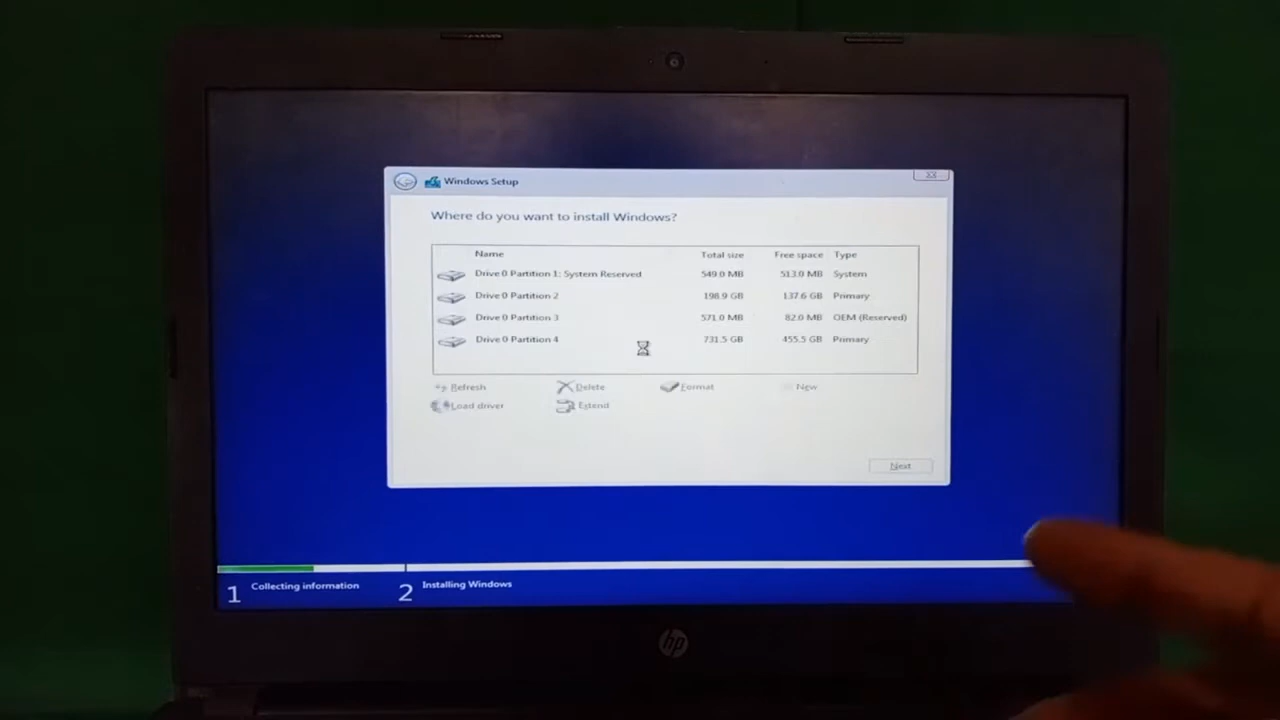 Windows Setup
Where do you want to install Windows?
Name Total size Free space Type
Drive 0 Partition 1: System Reserved 549.0 MB 513.0 MB System
Drive 0 Partition 2 198.9 GB 137.6 GB Primary
Drive 0 Partition 3 571.0 MB 82.0 MB OEM (Reserved)
Drive 0 Partition 4 731.5 GB 455.5 GB Primary
Refresh Delete Format New
Load driver Extend
Next
1 Collecting information 2 Installing Windows
hp